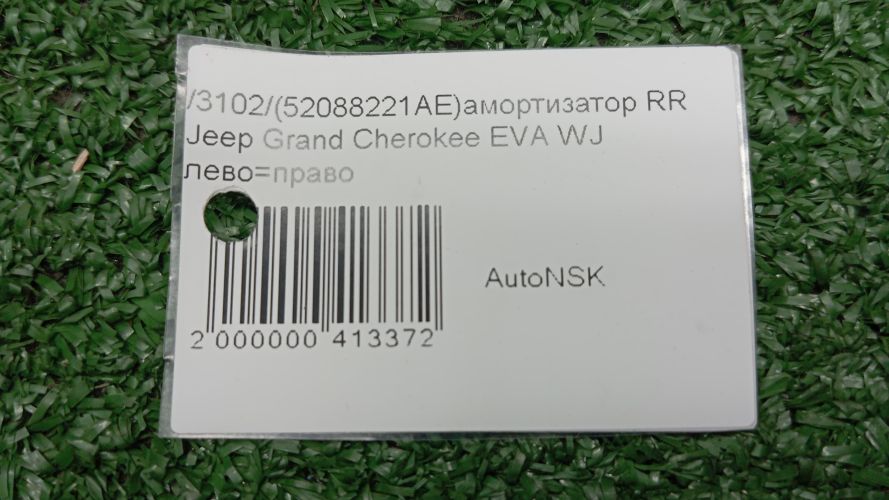 /3102/(52088221AE)амортизатор RR
Jeep Grand Cherokee EVA WJ
лево=право
AutoNSK
2 000000 413372